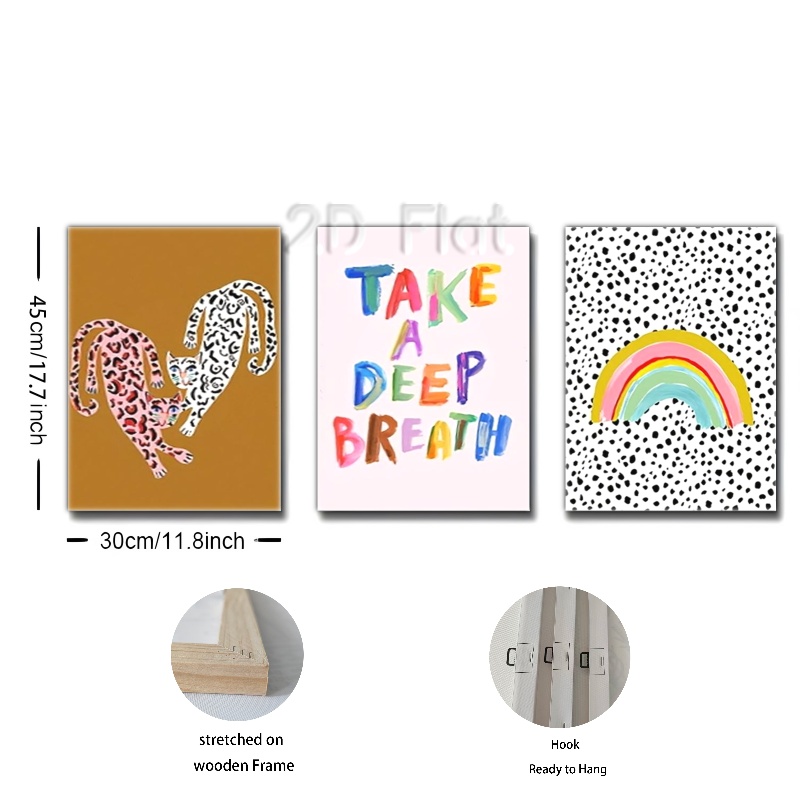 2D Flat
45cm/17.7inch
TAKE
A
DEEP
BREATH
30cm/11.8inch
stretched on
wooden Frame
Hook
Ready to Hang